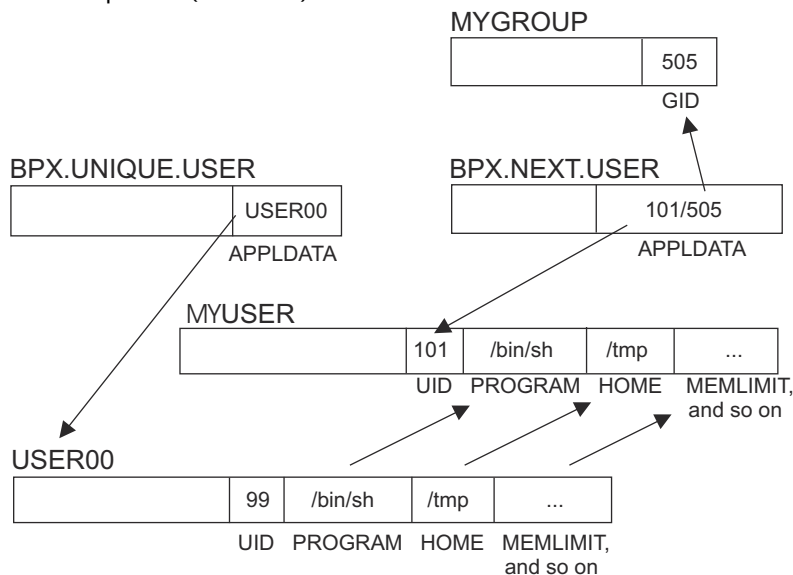 MYGROUP
505
GID
BPX.UNIQUE.USER
USER00
APPLDATA
BPX.NEXT.USER
101/505
APPLDATA
MYUSER
101 /bin/sh /tmp ...
UID PROGRAM HOME MEMLIMIT,
and so on
USER00
99 /bin/sh /tmp ...
UID PROGRAM HOME MEMLIMIT,
and so on